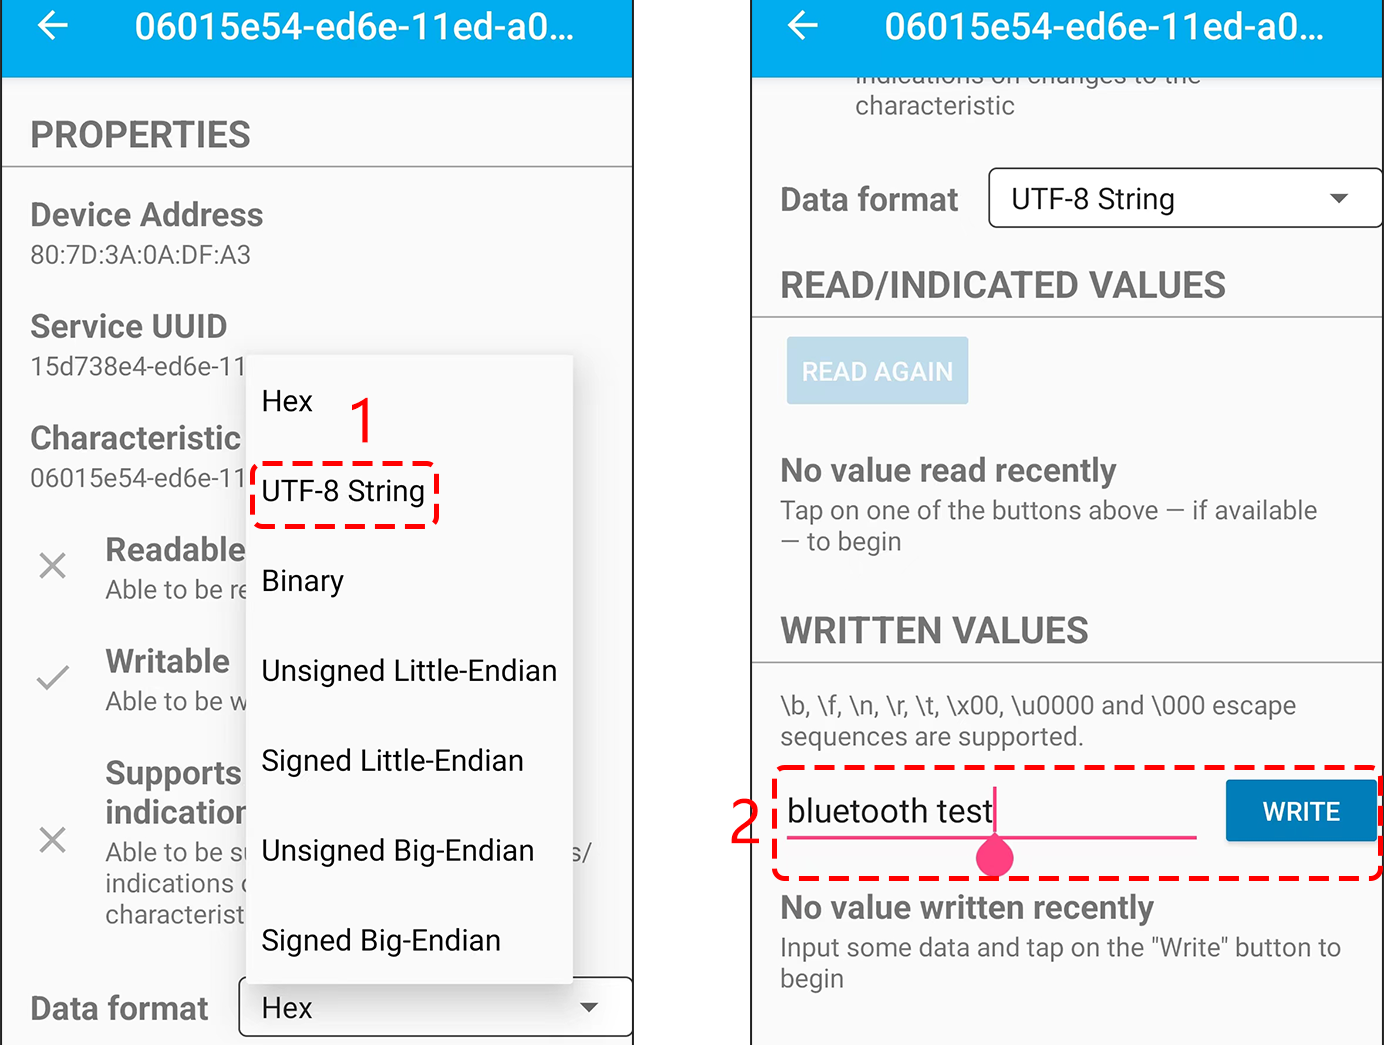 06015e54-ed6e-11ed-a0...
PROPERTIES
Device Address
80:7D:3A:0A:DF:A3
Service UUID
15d738e4-ed6e-11
Characteristic
06015e54-ed6e-11
Readable
Able to be re
Writable
Able to be w
Supports
indication
Able to be su
s/
indications c
characterist
Hex
1
UTF-8 String
Binary
Unsigned Little-Endian
Signed Little-Endian
Unsigned Big-Endian
Signed Big-Endian
Data format
Hex
06015e54-ed6e-11ed-a0...
indications on changes to the
characteristic
Data format
UTF-8 String
READ/INDICATED VALUES
READ AGAIN
No value read recently
Tap on one of the buttons above — if available
— to begin
WRITTEN VALUES
\b, \f, \n, \r, \t, \x00, \u0000 and \000 escape
sequences are supported.
2
bluetooth test
WRITE
No value written recently
Input some data and tap on the "Write" button to
begin